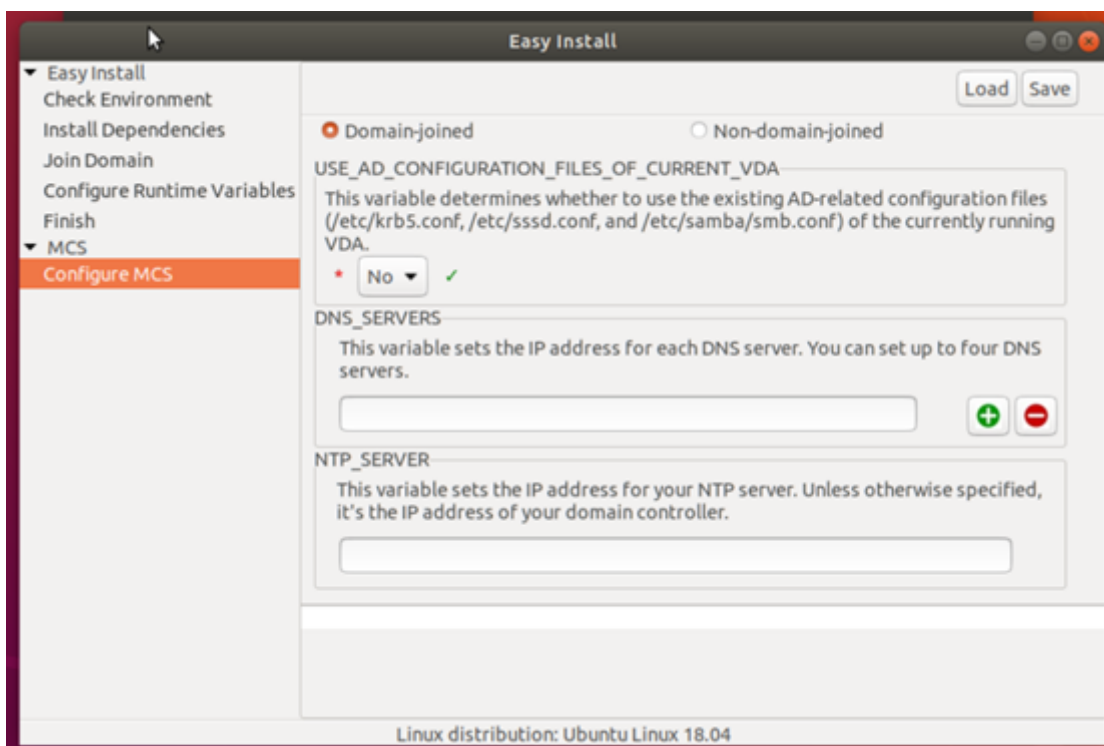 Easy Install
Easy Install
Check Environment
Install Dependencies
Join Domain
Configure Runtime Variables
Finish
MCS
Configure MCS
Load Save
Domain-joined Non-domain-joined
USE_AD_CONFIGURATION_FILES_OF_CURRENT_VDA
This variable determines whether to use the existing AD-related configuration files
(/etc/krb5.conf, /etc/sssd.conf, and /etc/samba/smb.conf) of the currently running
VDA.
* No ✓
DNS_SERVERS
This variable sets the IP address for each DNS server. You can set up to four DNS
servers.
NTP_SERVER
This variable sets the IP address for your NTP server. Unless otherwise specified,
it's the IP address of your domain controller.
Linux distribution: Ubuntu Linux 18.04